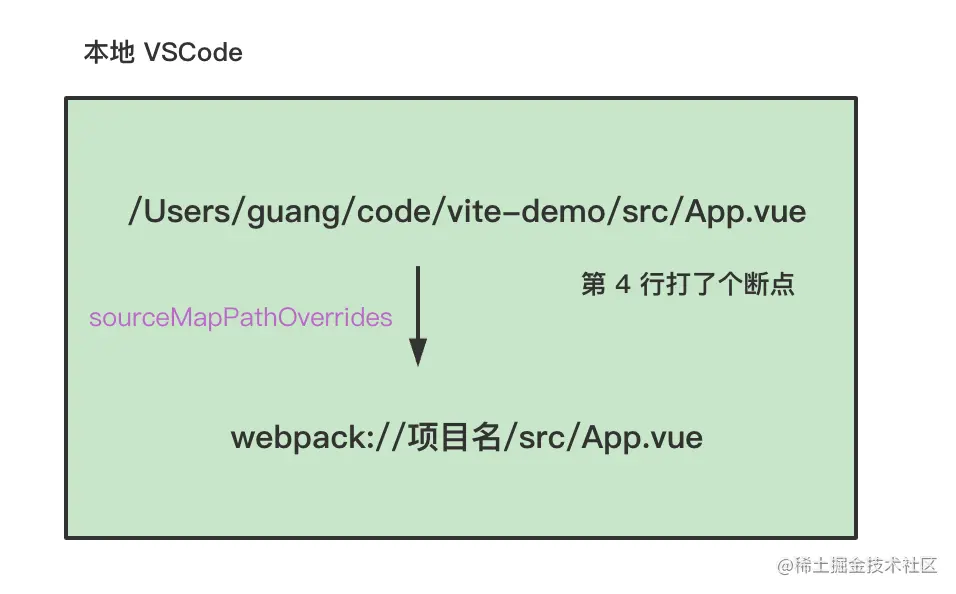 本地 VSCode
/Users/guang/code/vite-demo/src/App.vue
第 4 行打了个断点
sourceMapPathOverrides
webpack://项目名/src/App.vue
@稀土掘金技术社区